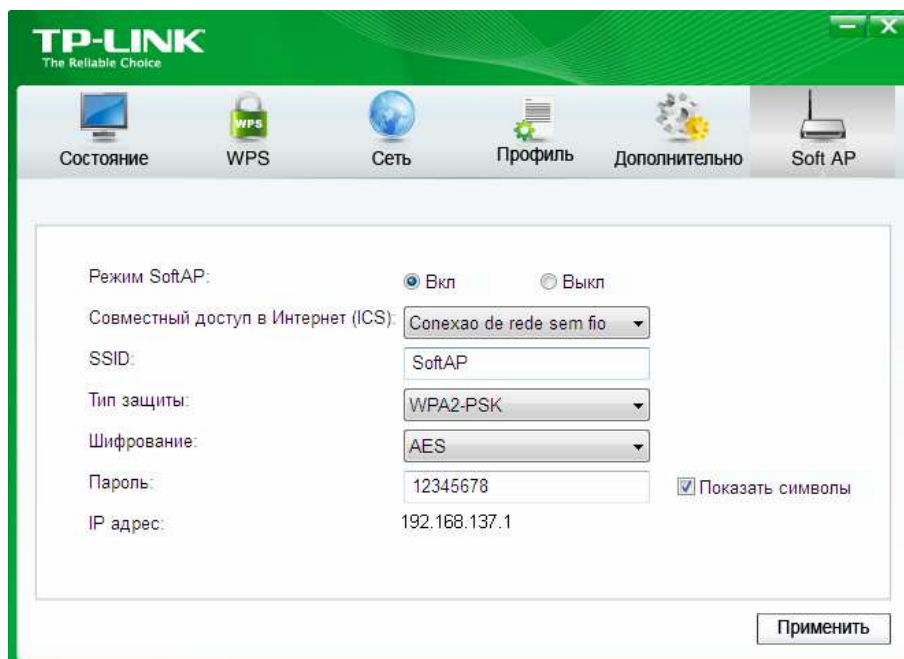 TP-LINK
The Reliable Choice
WPS
Состояние WPS Сеть Профиль Дополнительно Soft AP
Режим SoftAP: Вкл Выкл
Совместный доступ в Интернет (ICS): Conexao de rede sem fio
SSID: SoftAP
Тип защиты: WPA2-PSK
Шифрование: AES
Пароль: 12345678 Показать символы
IP адрес: 192.168.137.1
Применить